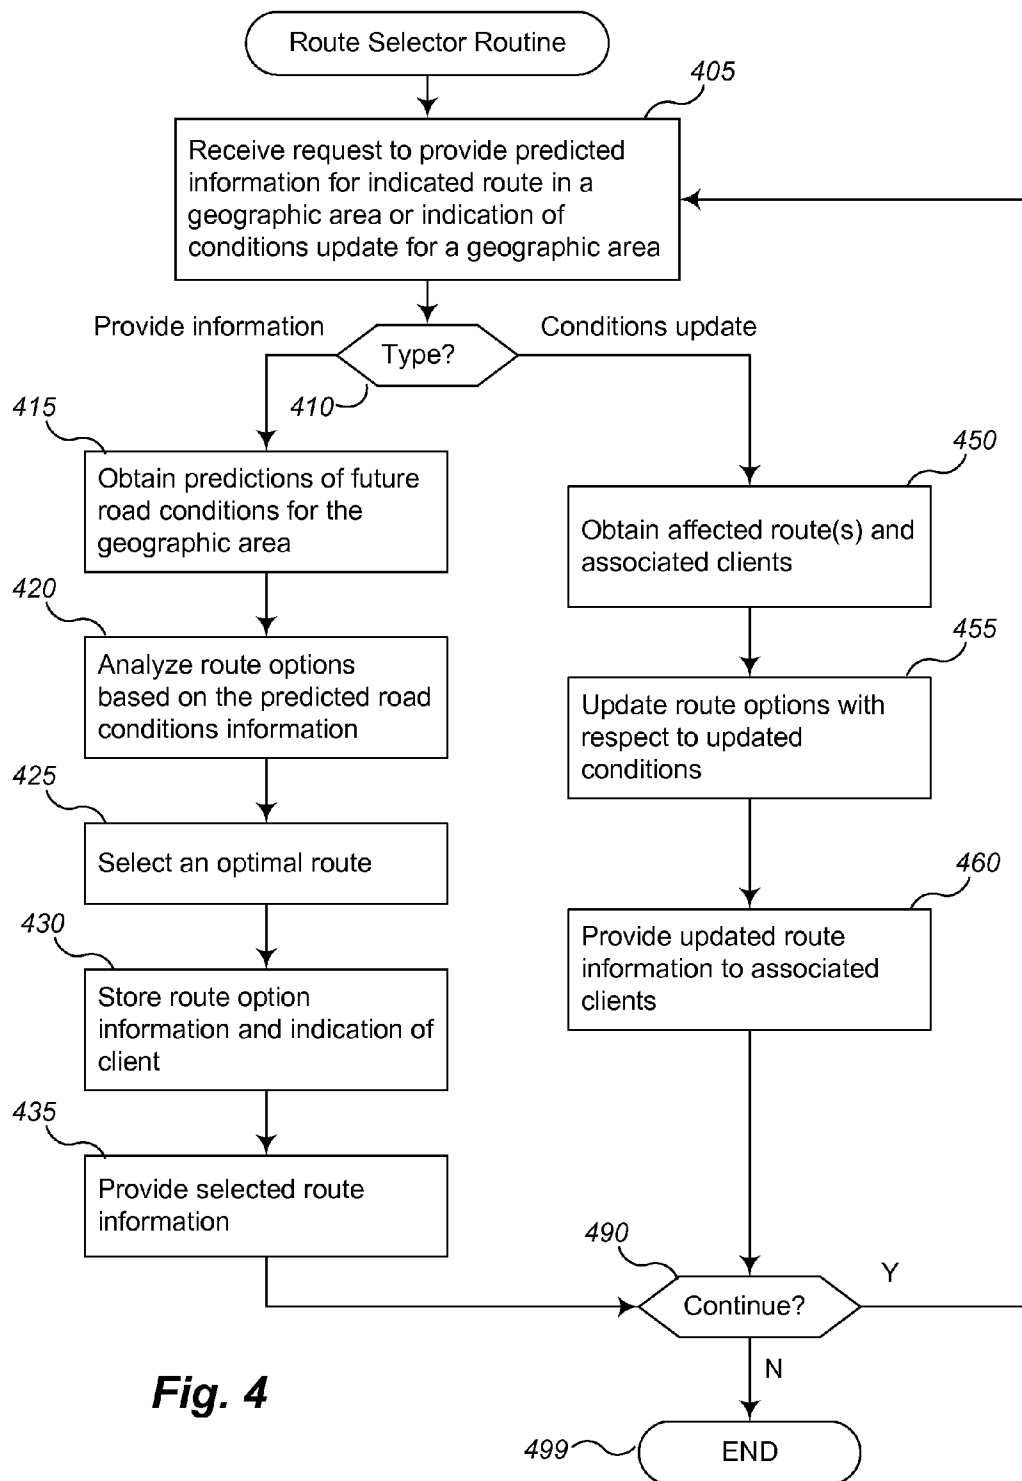 Route Selector Routine
405
Receive request to provide predicted
information for indicated route in a
geographic area or indication of
conditions update for a geographic area
Provide information
Conditions update
Type?
410
415
Obtain predictions of future
road conditions for the
geographic area
450
Obtain affected route(s) and
associated clients
420
Analyze route options
based on the predicted road
conditions information
455
Update route options with
respect to updated
conditions
425
Select an optimal route
460
Provide updated route
information to associated
clients
430
Store route option
information and indication of
client
435
Provide selected route
information
490
Continue?
Y
N
Fig. 4
499
END